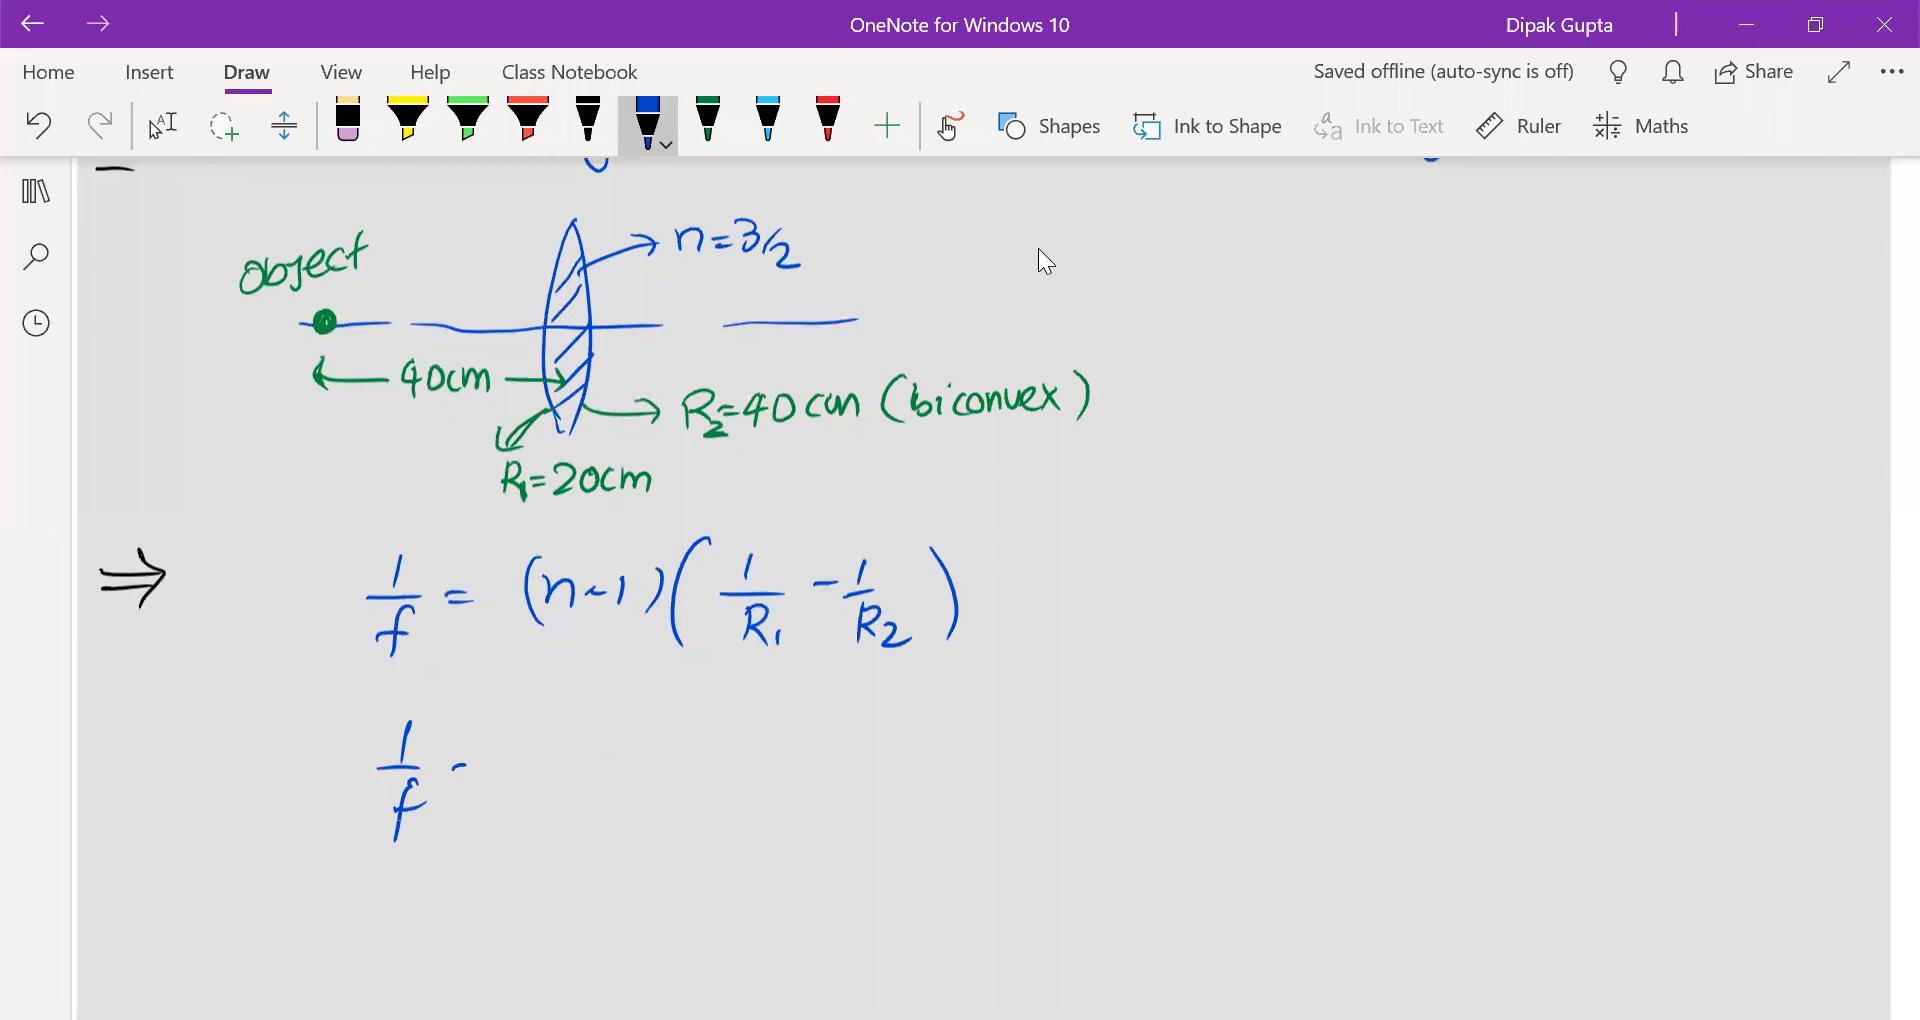 OneNote for Windows 10
Dipak Gupta
Home Insert Draw View Help Class Notebook
Saved offline (auto-sync is off) Share
Shapes Ink to Shape Ink to Text Ruler Maths
object
n=3/2
40cm
R2=40cm (biconvex)
R1=20cm
⇒ 1/f = (n-1)(1/R1 - 1/R2)
1/f -